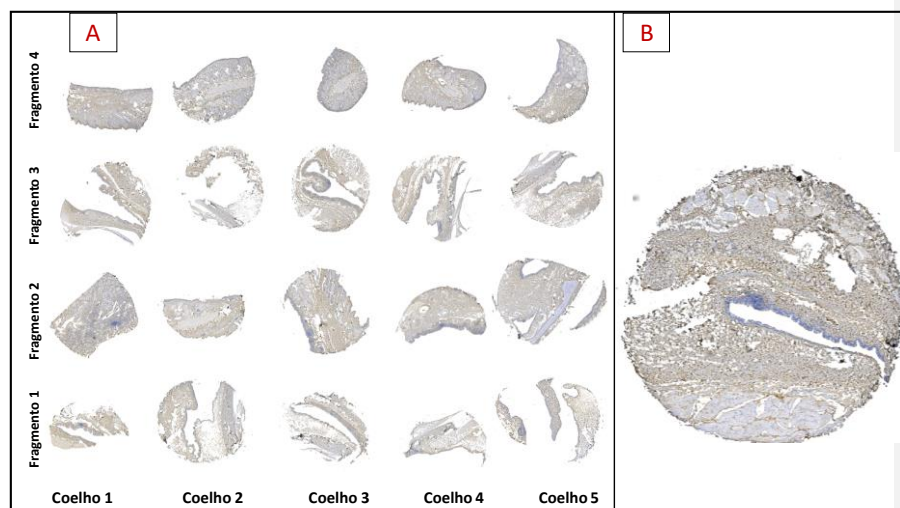 A
B
Fragmento 4
Fragmento 3
Fragmento 2
Fragmento 1
Coelho 1
Coelho 2
Coelho 3
Coelho 4
Coelho 5